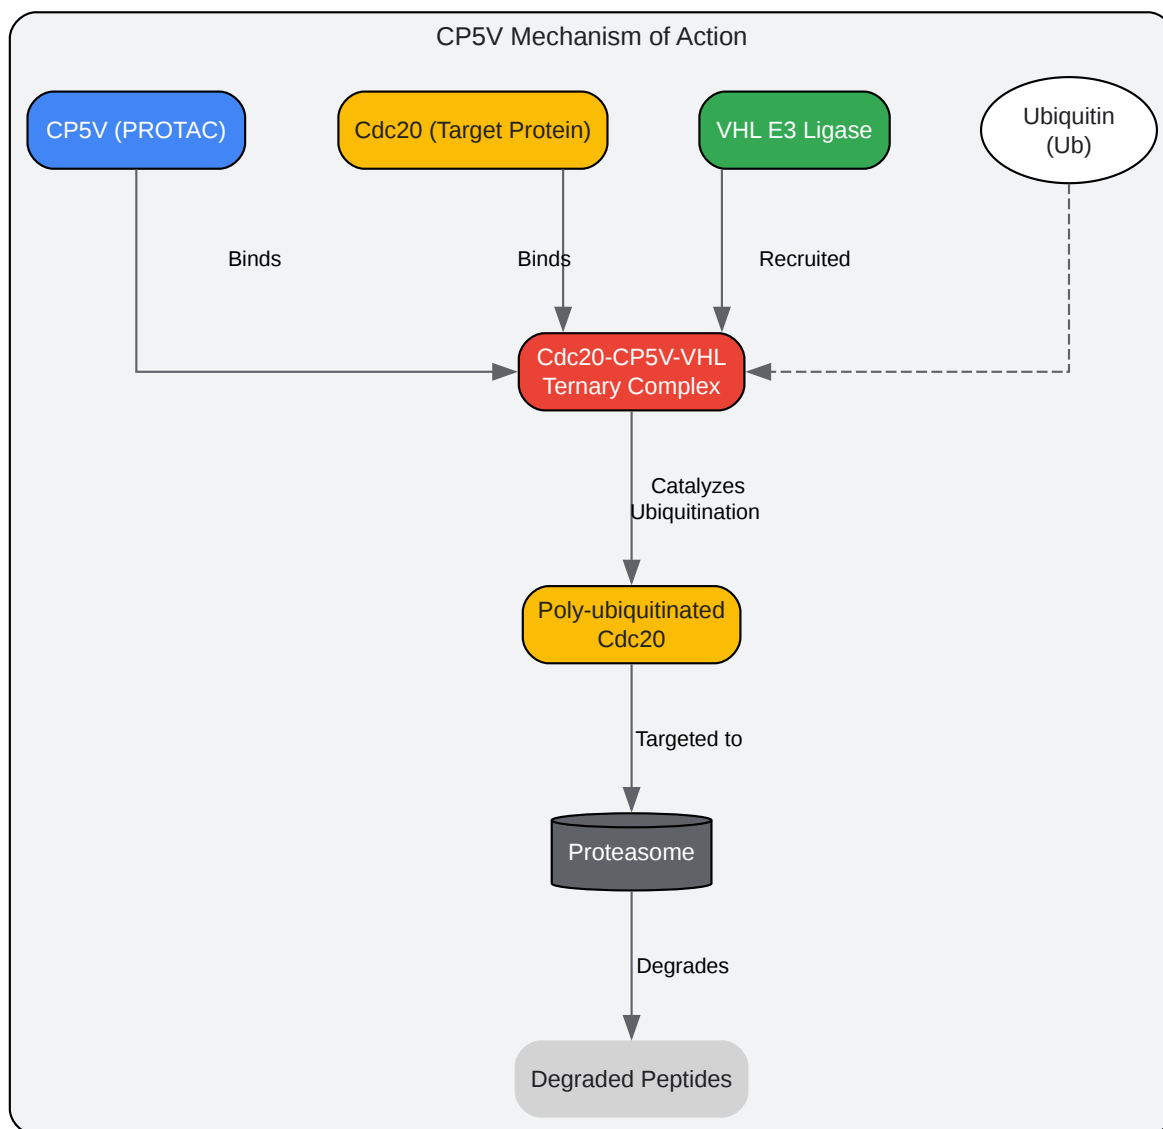 CP5V Mechanism of Action
CP5V (PROTAC)
Cdc20 (Target Protein)
VHL E3 Ligase
Ubiquitin
(Ub)
Binds
Binds
Recruited
Cdc20-CP5V-VHL
Ternary Complex
Catalyzes
Ubiquitination
Poly-ubiquitinated
Cdc20
Targeted to
Proteasome
Degrades
Degraded Peptides